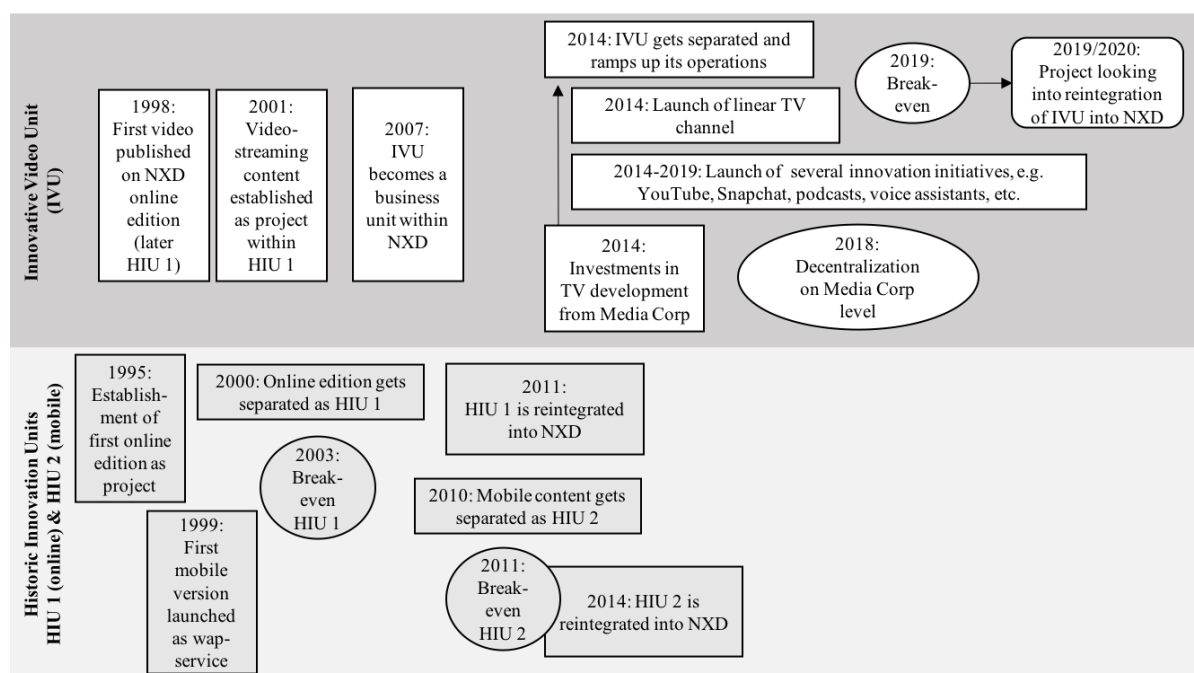 Innovative Video Unit
(IVU)
1998:
First video
published
on NXD
online
edition
(later
HIU 1)
2001:
Video-
streaming
content
established
as project
within
HIU 1
2007:
IVU
becomes a
business
unit within
NXD
2014: IVU gets separated and
ramps up its operations
2014: Launch of linear TV
channel
2014-2019: Launch of several innovation initiatives, e.g.
YouTube, Snapchat, podcasts, voice assistants, etc.
2014:
Investments in
TV development
from Media Corp
2018:
Decentralization
on Media Corp
level
2019:
Break-
even
2019/2020:
Project looking
into reintegration
of IVU into NXD
Historic Innovation Units
HIU 1 (online) & HIU 2 (mobile)
1995:
Establish-
ment of
first online
edition as
project
1999:
First
mobile
version
launched
as wap-
service
2000: Online edition gets
separated as HIU 1
2003:
Break-
even
HIU 1
2011:
HIU 1 is reintegrated
into NXD
2010: Mobile content gets
separated as HIU 2
2011:
Break-
even
HIU 2
2014: HIU 2 is
reintegrated into NXD